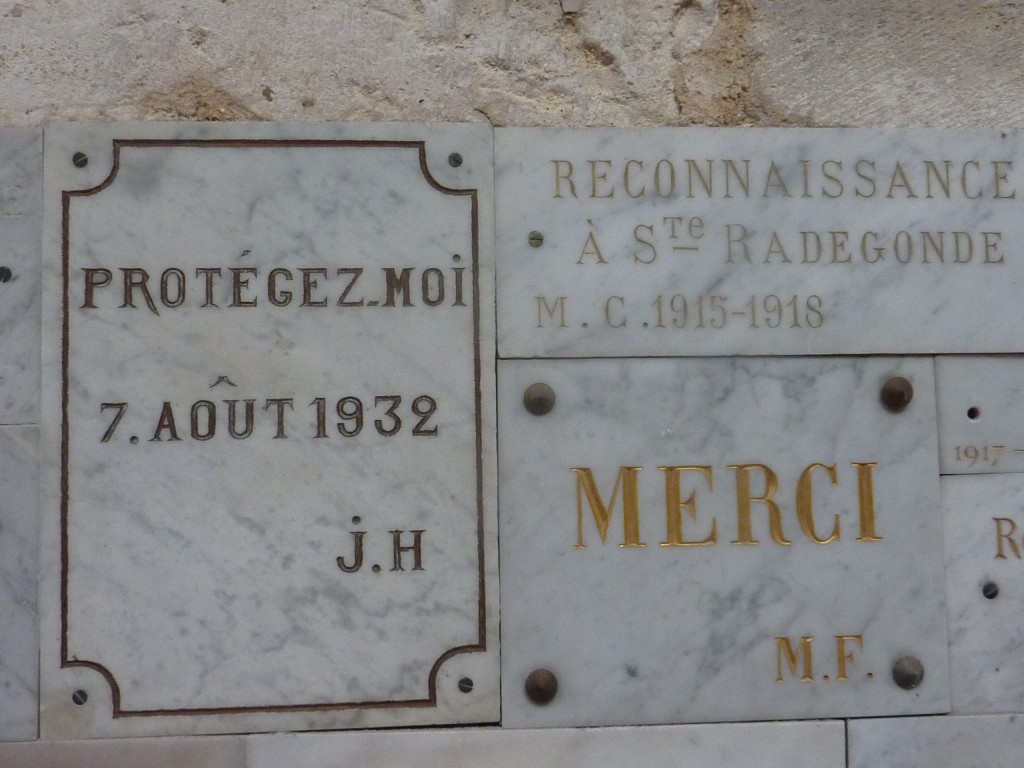 PROTÉGEZ-MOI
7. AOÛT 1932
J.H
RECONNAISSANCE
À Ste RADEGONDE
M. C. 1915-1918
MERCI
M.F.
1917 -